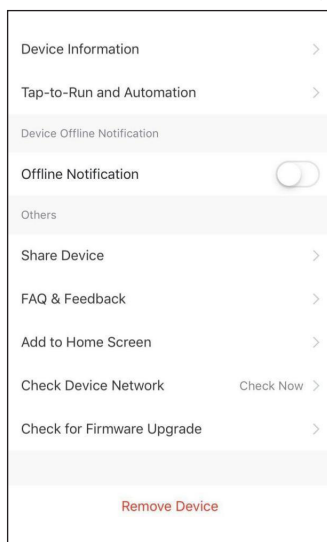 Device Information
Tap-to-Run and Automation
Device Offline Notification
Offline Notification
Others
Share Device
FAQ & Feedback
Add to Home Screen
Check Device Network Check Now
Check for Firmware Upgrade
Remove Device